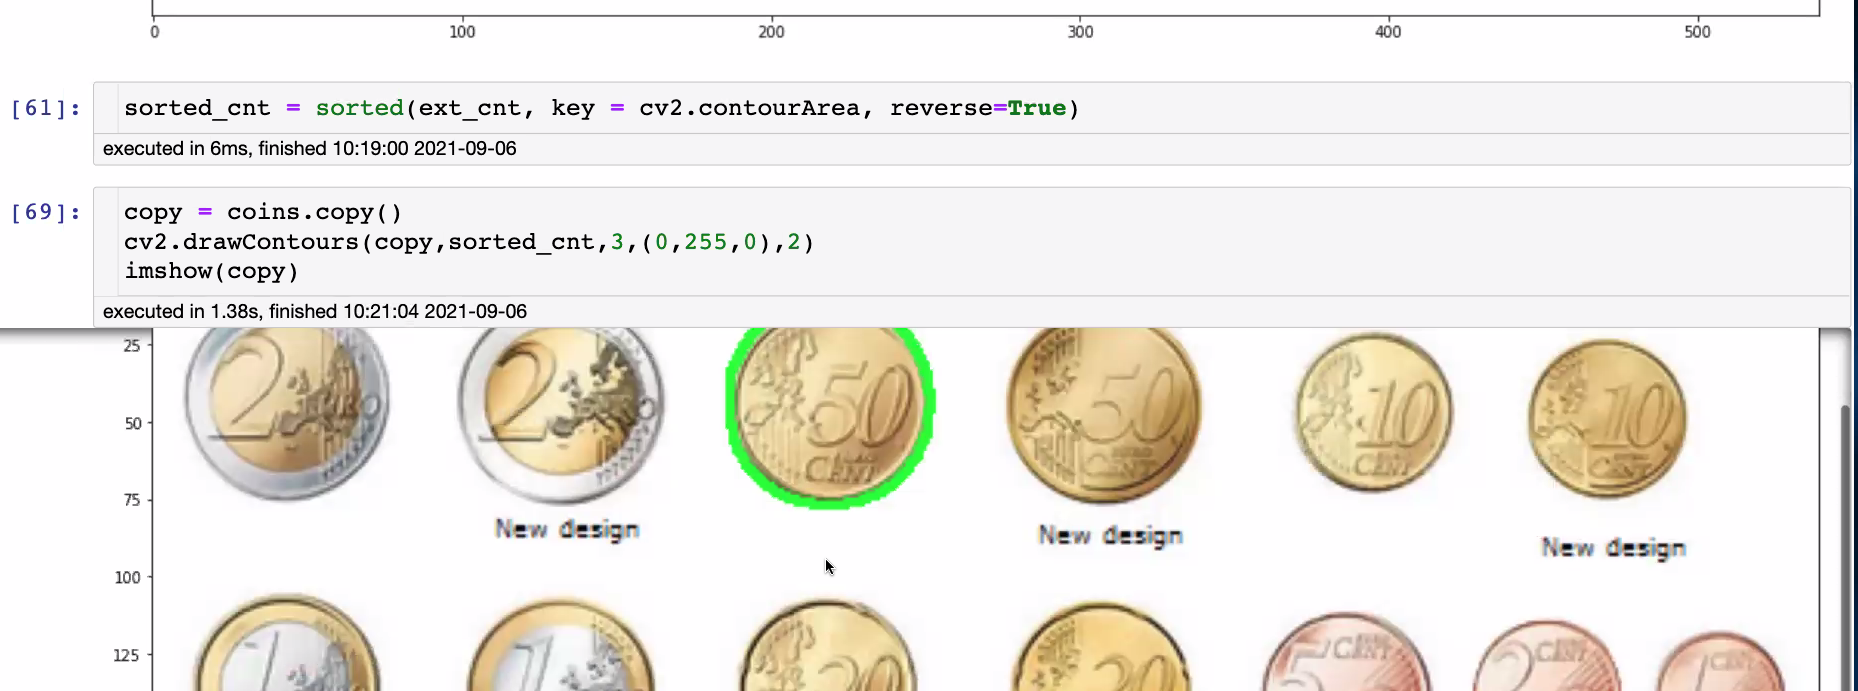 0 100 200 300 400 500
[61]: sorted_cnt = sorted(ext_cnt, key = cv2.contourArea, reverse=True)
executed in 6ms, finished 10:19:00 2021-09-06
[69]: copy = coins.copy()
cv2.drawContours(copy,sorted_cnt,3,(0,255,0),2)
imshow(copy)
executed in 1.38s, finished 10:21:04 2021-09-06
25
2 EURO 2 50 50 10 10
50
CENT CENT CENT CENT
75
New design New design New design
100
125
1 1 20 20 5 CENT 2 CENT 1 CENT